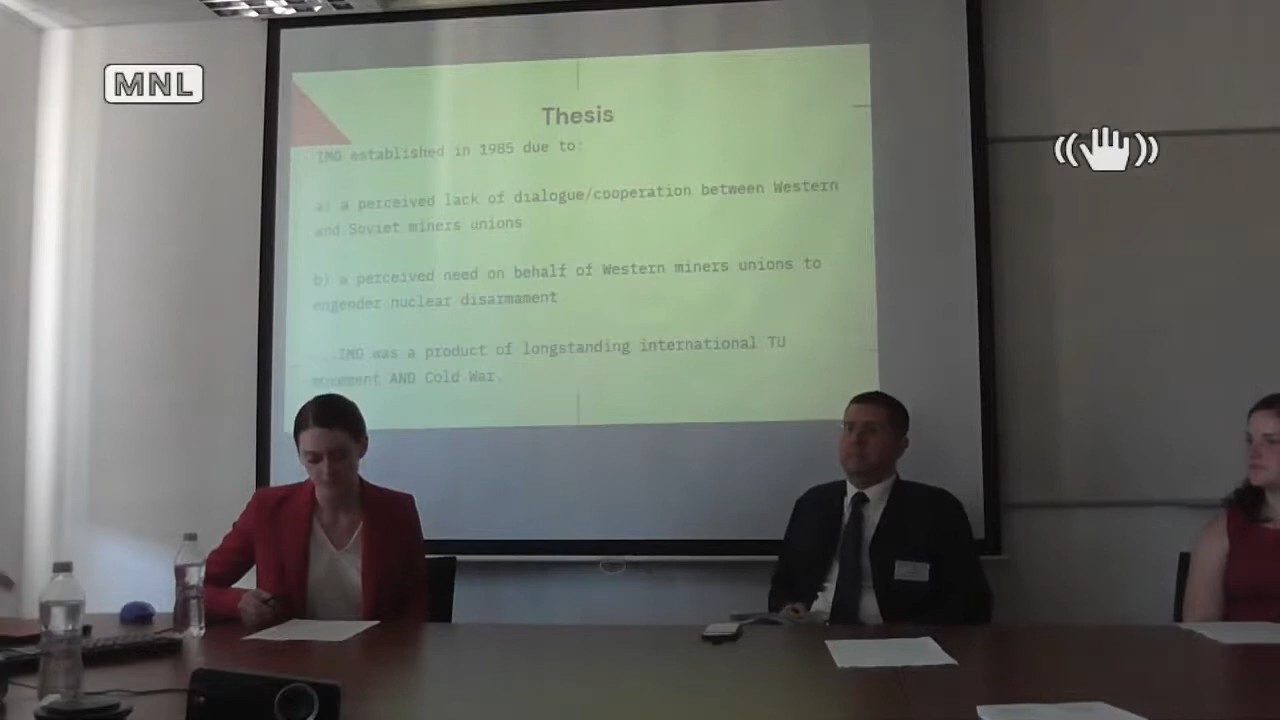 MNL
Thesis
IMO established in 1985 due to:
a) a perceived lack of dialogue/cooperation between Western
and Soviet miners unions
b) a perceived need on behalf of Western miners unions to
engender nuclear disarmament
IMO was a product of longstanding international TU
movement AND Cold War.